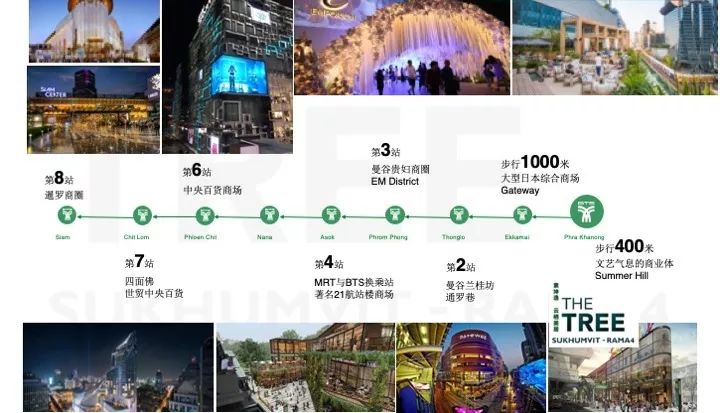 SIAM
CENTER
EMPORIUM
TREE
第8站
暹罗商圈
第6站
中央百货商场
第3站
曼谷贵妇商圈
EM District
步行1000米
大型日本综合商场
Gateway
BTS
Siam
Chit Lom
Phloen Chit
Nana
Asok
Phrom Phong
Thonglo
Ekkamai
Phra Khanong
第7站
四面佛
世贸中央百货
第4站
MRT与BTS换乘站
著名21航站楼商场
第2站
曼谷兰桂坊
通罗巷
步行400米
文艺气息的商业体
Summer Hill
SUKHUMVIT - RAMA4
THE
TREE
SUKHUMVIT - RAMA4